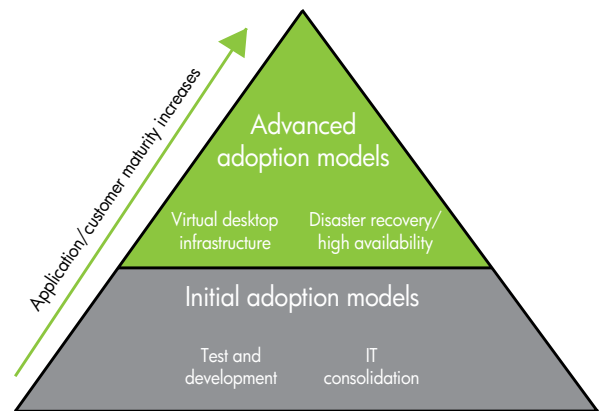 Application/customer maturity increases
Advanced
adoption models
Virtual desktop
infrastructure
Disaster recovery/
high availability
Initial adoption models
Test and
development
IT
consolidation